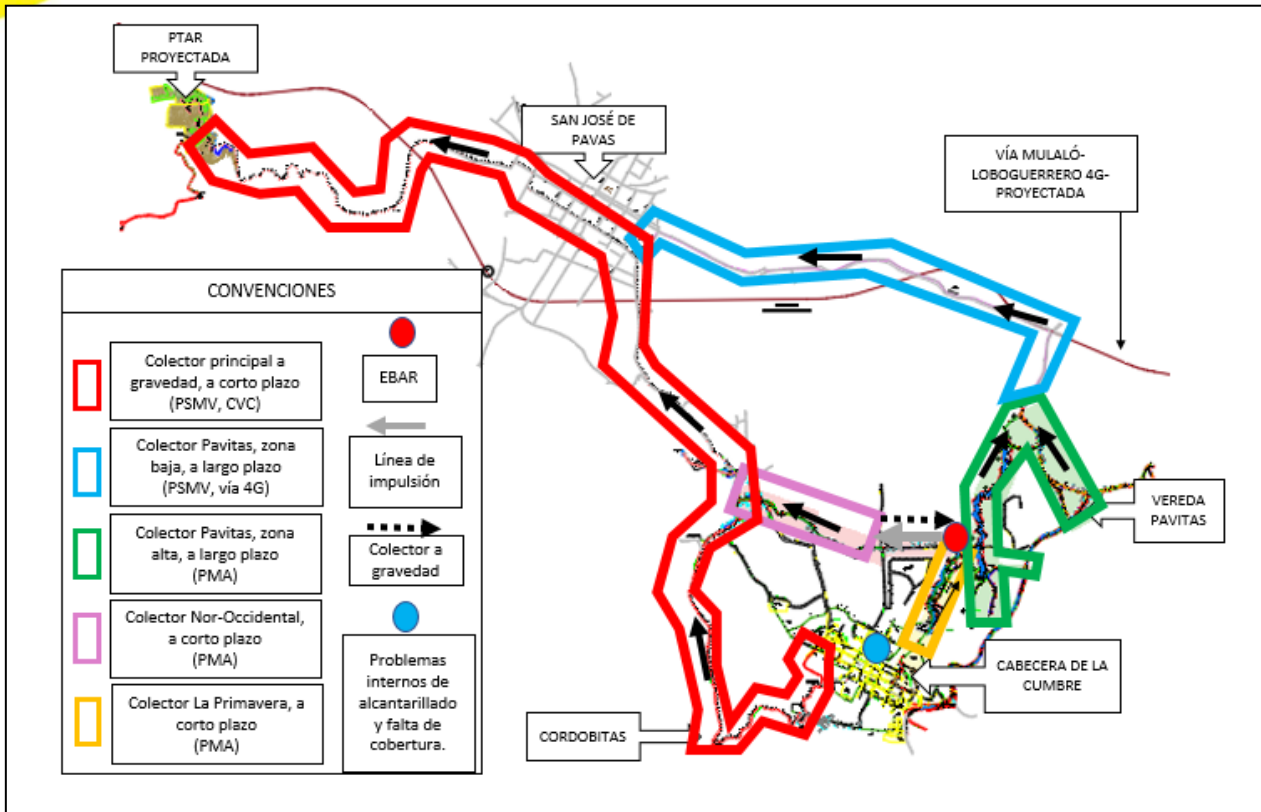 PTAR
PROYECTADA
SAN JOSÉ DE
PAVAS
VÍA MULALÓ-
LOBOGUERRERO 4G-
PROYECTADA
CONVENCIONES
Colector principal a
gravedad, a corto plazo
(PSMV, CVC)
Colector Pavitas, zona
baja, a largo plazo
(PSMV, vía 4G)
Colector Pavitas, zona
alta, a largo plazo
(PMA)
Colector Nor-Occidental,
a corto plazo
(PMA)
Colector La Primavera, a
corto plazo
(PMA)
EBAR
Línea de
impulsión
Colector a
gravedad
Problemas
internos de
alcantarillado
y falta de
cobertura.
VEREDA
PAVITAS
CABECERA DE LA
CUMBRE
CORDOBITAS